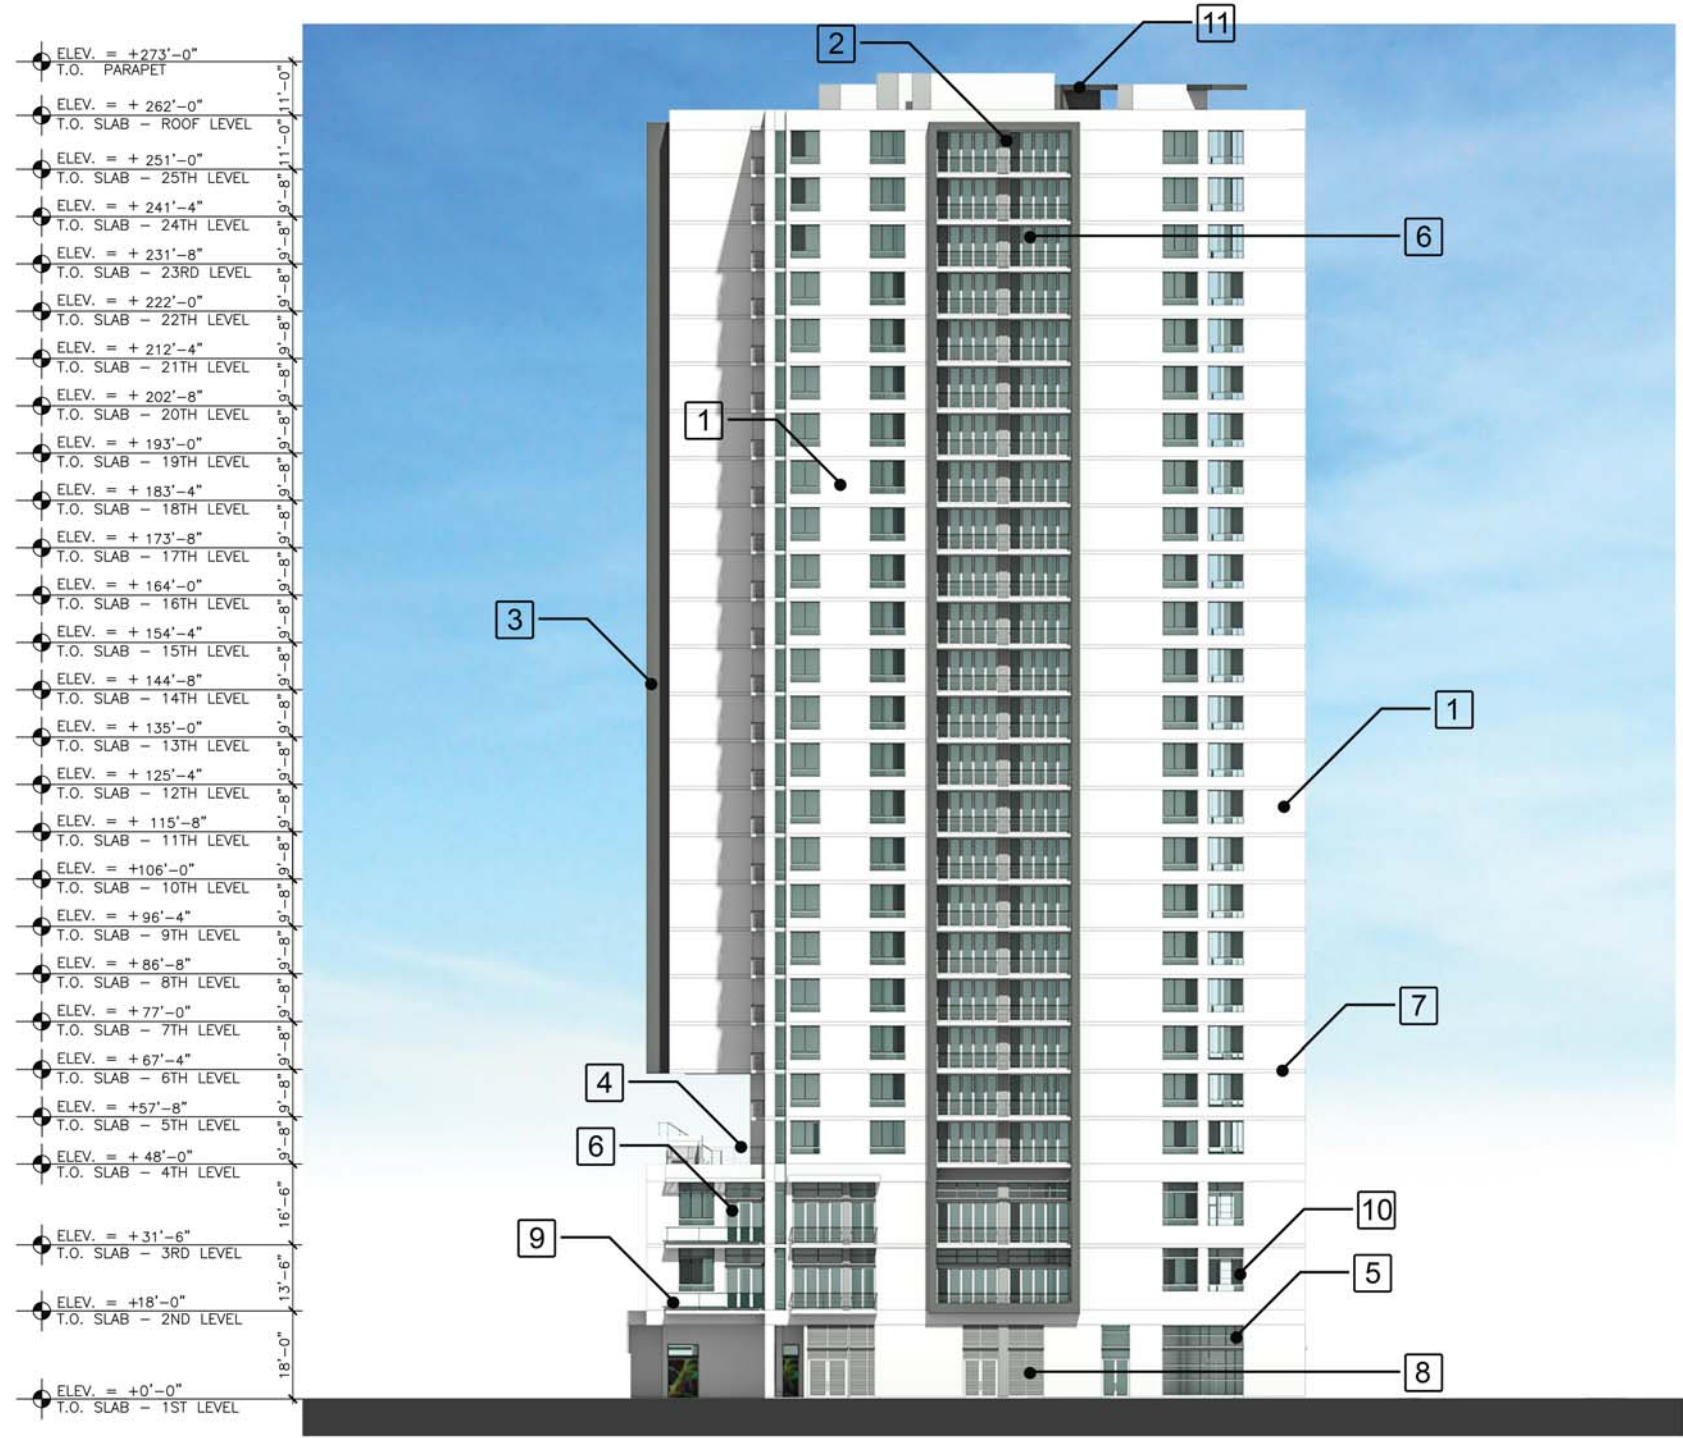 ELEV. = +273'-0"
T.O. PARAPET
11'-0"
ELEV. = + 262'-0"
T.O. SLAB - ROOF LEVEL
11'-0"
ELEV. = + 251'-0"
T.O. SLAB - 25TH LEVEL
9'-8"
ELEV. = + 241'-4"
T.O. SLAB - 24TH LEVEL
9'-8"
ELEV. = + 231'-8"
T.O. SLAB - 23RD LEVEL
9'-8"
ELEV. = + 222'-0"
T.O. SLAB - 22TH LEVEL
9'-8"
ELEV. = + 212'-4"
T.O. SLAB - 21TH LEVEL
9'-8"
ELEV. = + 202'-8"
T.O. SLAB - 20TH LEVEL
9'-8"
ELEV. = + 193'-0"
T.O. SLAB - 19TH LEVEL
9'-8"
ELEV. = + 183'-4"
T.O. SLAB - 18TH LEVEL
9'-8"
ELEV. = + 173'-8"
T.O. SLAB - 17TH LEVEL
9'-8"
ELEV. = + 164'-0"
T.O. SLAB - 16TH LEVEL
9'-8"
ELEV. = + 154'-4"
T.O. SLAB - 15TH LEVEL
9'-8"
ELEV. = + 144'-8"
T.O. SLAB - 14TH LEVEL
9'-8"
ELEV. = + 135'-0"
T.O. SLAB - 13TH LEVEL
9'-8"
ELEV. = + 125'-4"
T.O. SLAB - 12TH LEVEL
9'-8"
ELEV. = + 115'-8"
T.O. SLAB - 11TH LEVEL
9'-8"
ELEV. = +106'-0"
T.O. SLAB - 10TH LEVEL
9'-8"
ELEV. = +96'-4"
T.O. SLAB - 9TH LEVEL
9'-8"
ELEV. = +86'-8"
T.O. SLAB - 8TH LEVEL
9'-8"
ELEV. = +77'-0"
T.O. SLAB - 7TH LEVEL
9'-8"
ELEV. = +67'-4"
T.O. SLAB - 6TH LEVEL
9'-8"
ELEV. = +57'-8"
T.O. SLAB - 5TH LEVEL
9'-8"
ELEV. = + 48'-0"
T.O. SLAB - 4TH LEVEL
16'-6"
ELEV. = +31'-6"
T.O. SLAB - 3RD LEVEL
13'-6"
ELEV. = +18'-0"
T.O. SLAB - 2ND LEVEL
18'-0"
ELEV. = +0'-0"
T.O. SLAB - 1ST LEVEL
11
2
6
1
3
1
7
4
6
10
9
5
8